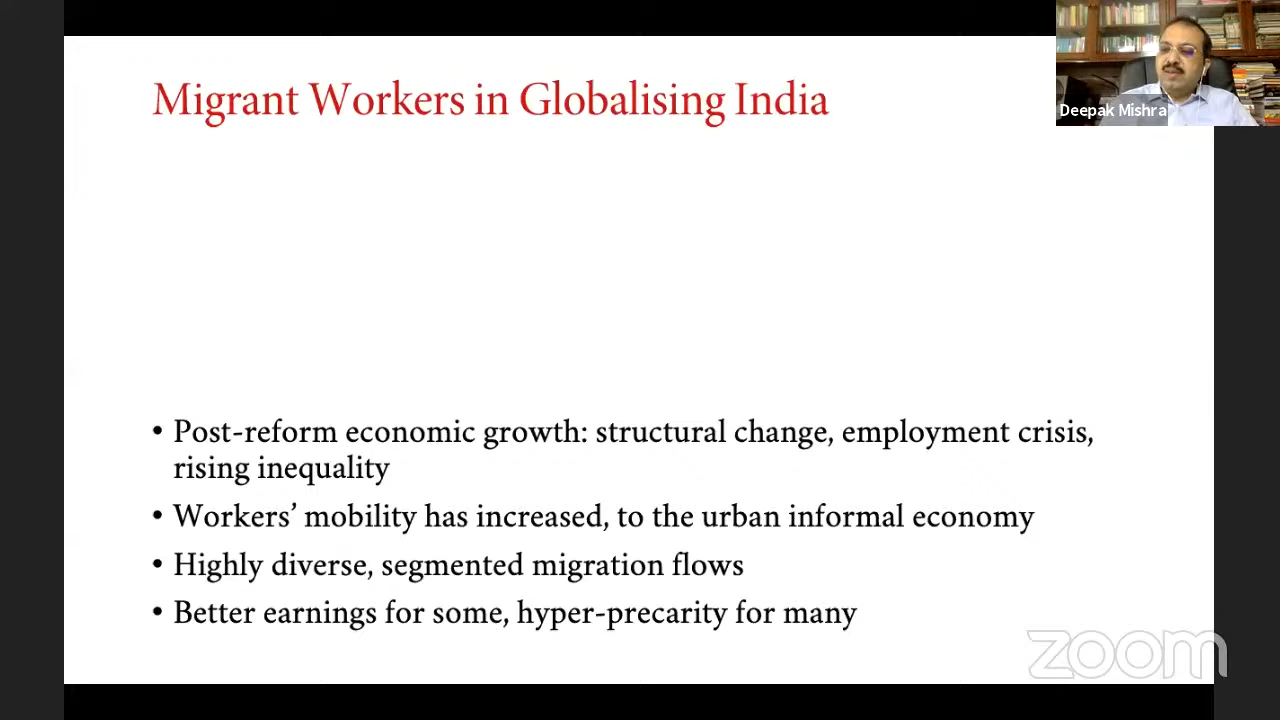 Migrant Workers in Globalising India
Deepak Mishra
• Post-reform economic growth: structural change, employment crisis,
rising inequality
• Workers’ mobility has increased, to the urban informal economy
• Highly diverse, segmented migration flows
• Better earnings for some, hyper-precarity for many
zoom